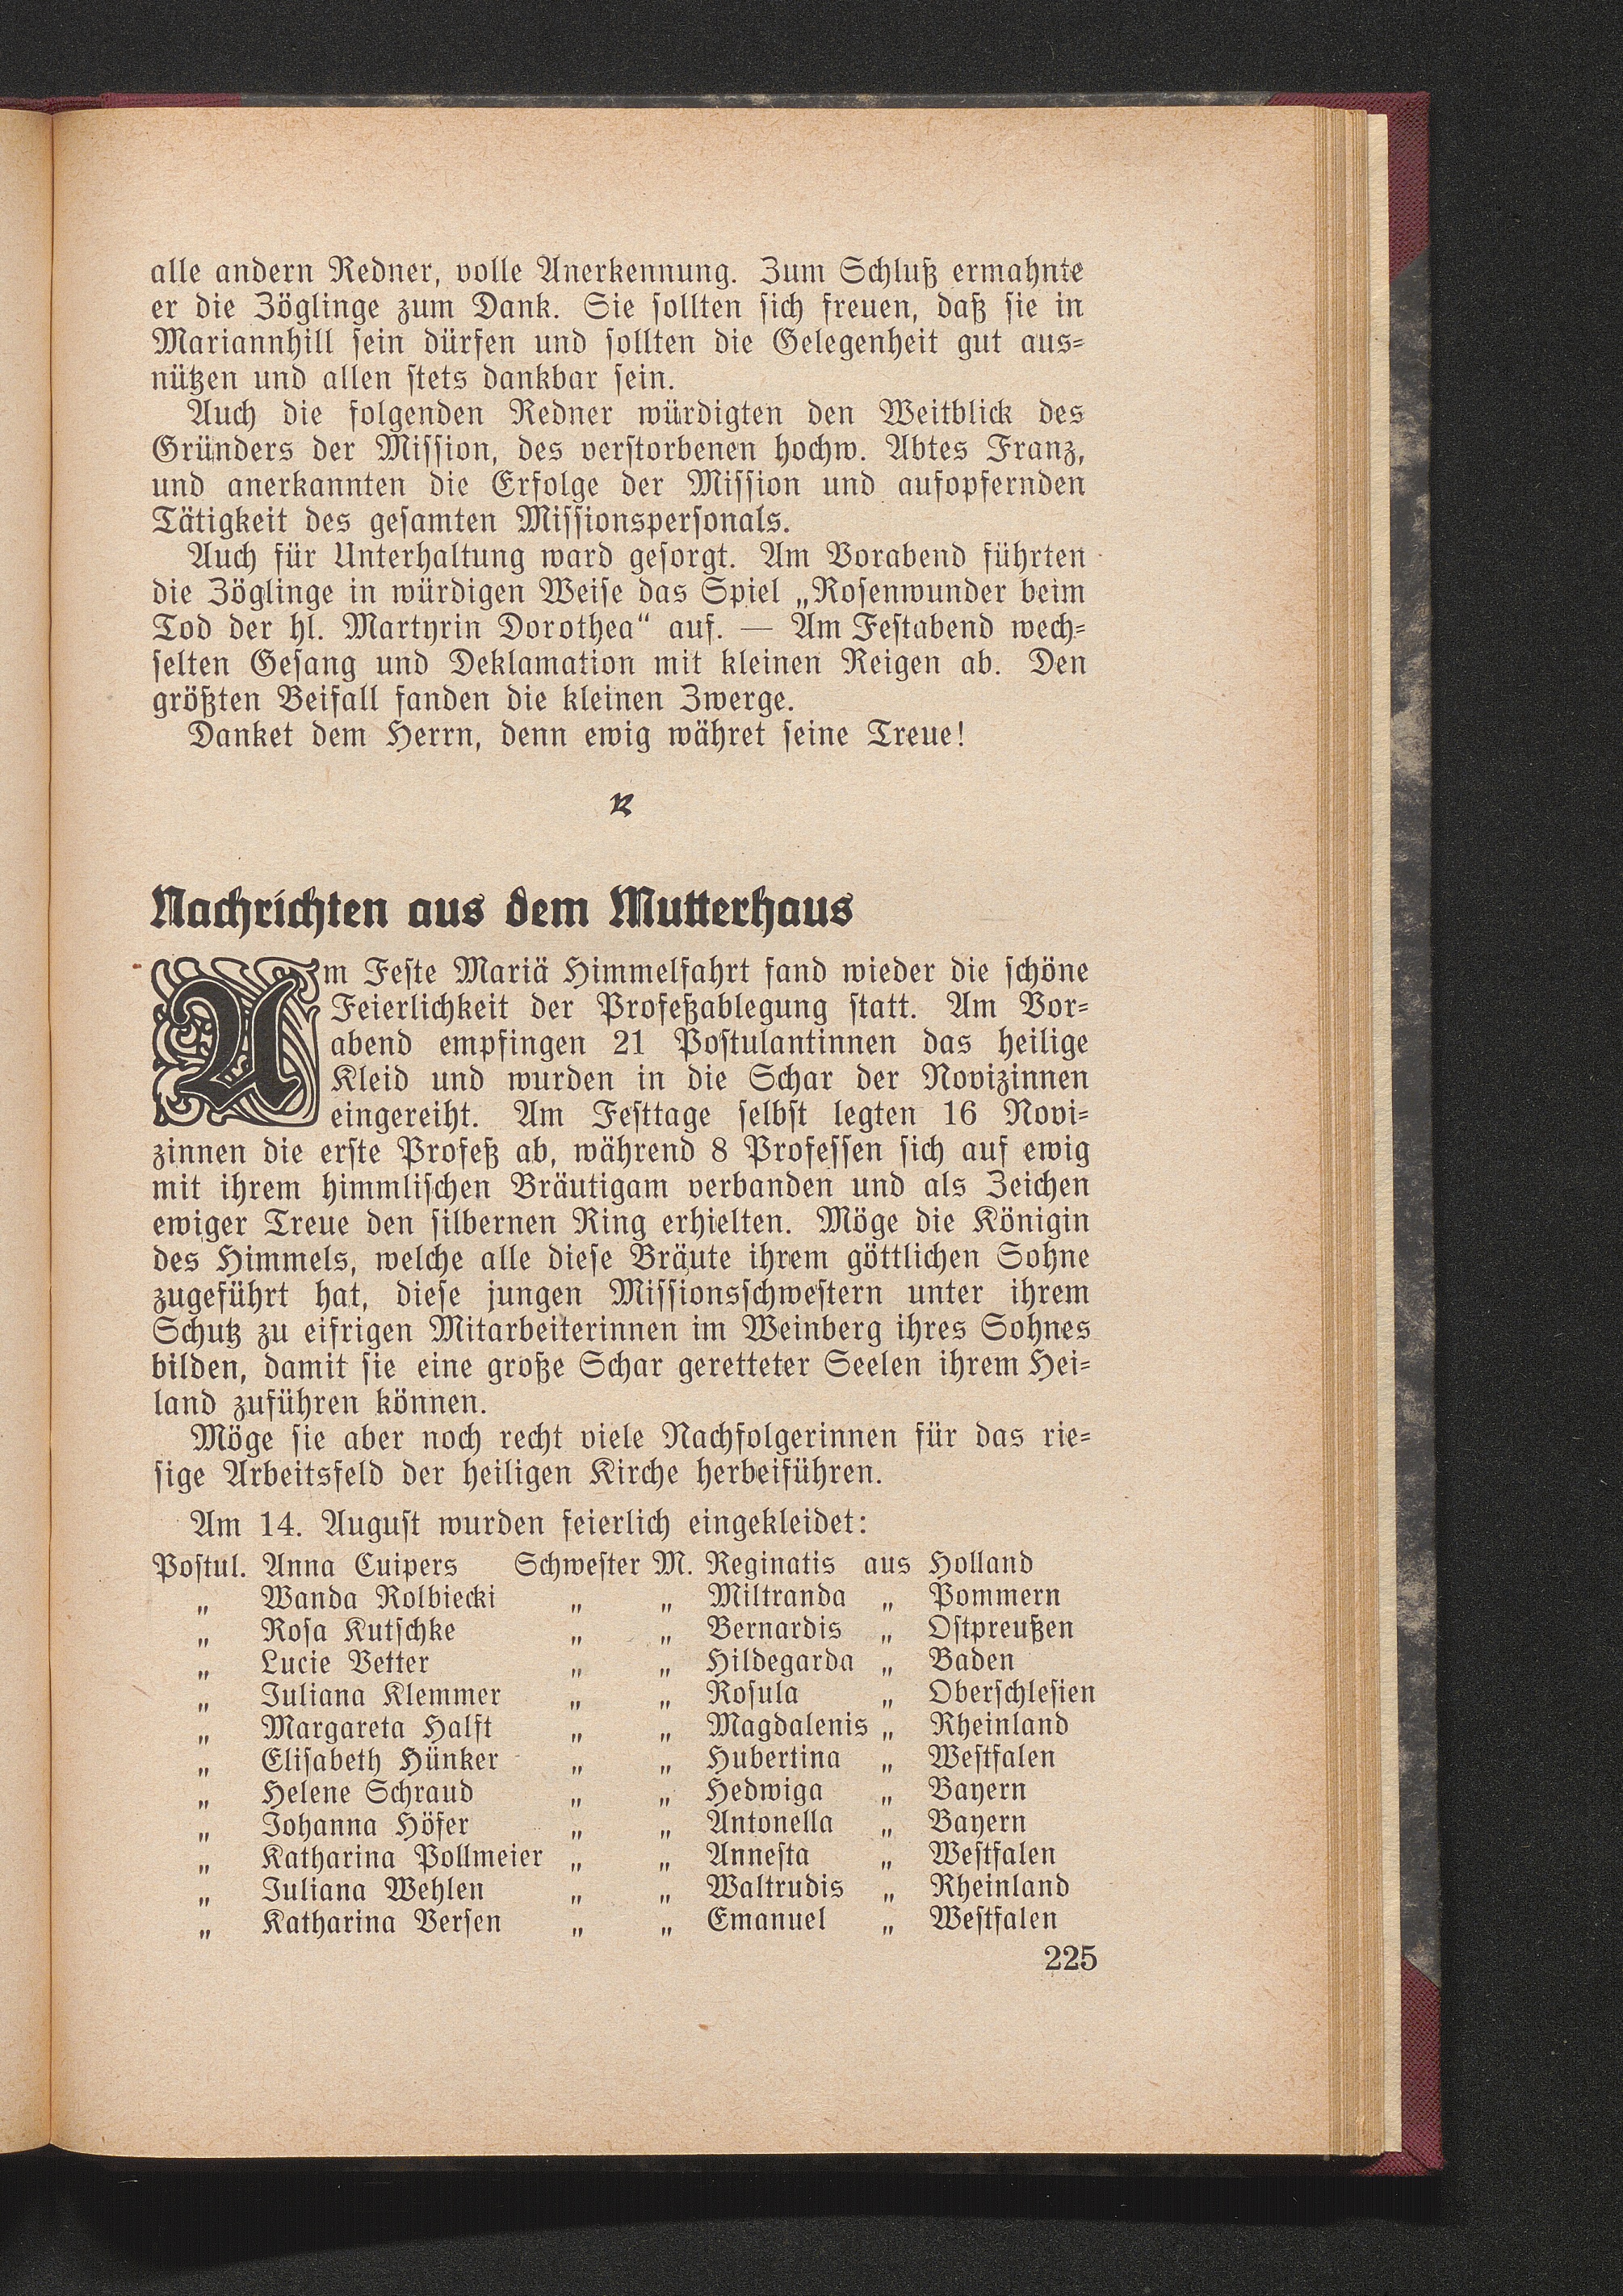 alle andern Redner, volle Anerkennung. Zum Schluß ermahnte
er die Zöglinge zum Dank. Sie sollten sich freuen, daß sie in
Mariannhill sein dürfen und sollten die Gelegenheit gut aus-
nützen und allen stets dankbar sein.
Auch die folgenden Redner würdigten den Weitblick des
Gründers der Mission, des verstorbenen hochw. Abtes Franz,
und anerkannten die Erfolge der Mission und aufopfernden
Tätigkeit des gesamten Missionspersonals.
Auch für Unterhaltung ward gesorgt. Am Vorabend führten
die Zöglinge in würdigen Weise das Spiel „Rosenwunder beim
Tod der hl. Martyrin Dorothea“ auf. — Am Festabend wech-
selten Gesang und Deklamation mit kleinen Reigen ab. Den
größten Beifall fanden die kleinen Zwerge.
Danket dem Herrn, denn ewig währet seine Treue!
Nachrichten aus dem Mutterhaus
Am Feste Mariä Himmelfahrt fand wieder die schöne
Feierlichkeit der Profeßablegung statt. Am Vor-
abend empfingen 21 Postulantinnen das heilige
Kleid und wurden in die Schar der Novizinnen
eingereiht. Am Festtage selbst legten 16 Novi-
zinnen die erste Profeß ab, während 8 Professen sich auf ewig
mit ihrem himmlischen Bräutigam verbanden und als Zeichen
ewiger Treue den silbernen Ring erhielten. Möge die Königin
des Himmels, welche alle diese Bräute ihrem göttlichen Sohne
zugeführt hat, diese jungen Missionsschwestern unter ihrem
Schutz zu eifrigen Mitarbeiterinnen im Weinberg ihres Sohnes
bilden, damit sie eine große Schar geretteter Seelen ihrem Hei-
land zuführen können.
Möge sie aber noch recht viele Nachfolgerinnen für das rie-
sige Arbeitsfeld der heiligen Kirche herbeiführen.
Am 14. August wurden feierlich eingekleidet:
Postul. Anna Cuipers Schwester M. Reginatis aus Holland
„ Wanda Rolbiecki „ „ Miltranda „ Pommern
„ Rosa Kutschke „ „ Bernardis „ Ostpreußen
„ Lucie Vetter „ „ Hildegarda „ Baden
„ Juliana Klemmer „ „ Rosula „ Oberschlesien
„ Margareta Halft „ „ Magdalenis „ Rheinland
„ Elisabeth Hünker „ „ Hubertina „ Westfalen
„ Helene Schraud „ „ Hedwiga „ Bayern
„ Johanna Höfer „ „ Antonella „ Bayern
„ Katharina Pollmeier „ „ Annesta „ Westfalen
„ Juliana Wehlen „ „ Waltrudis „ Rheinland
„ Katharina Versen „ „ Emanuel „ Westfalen
225